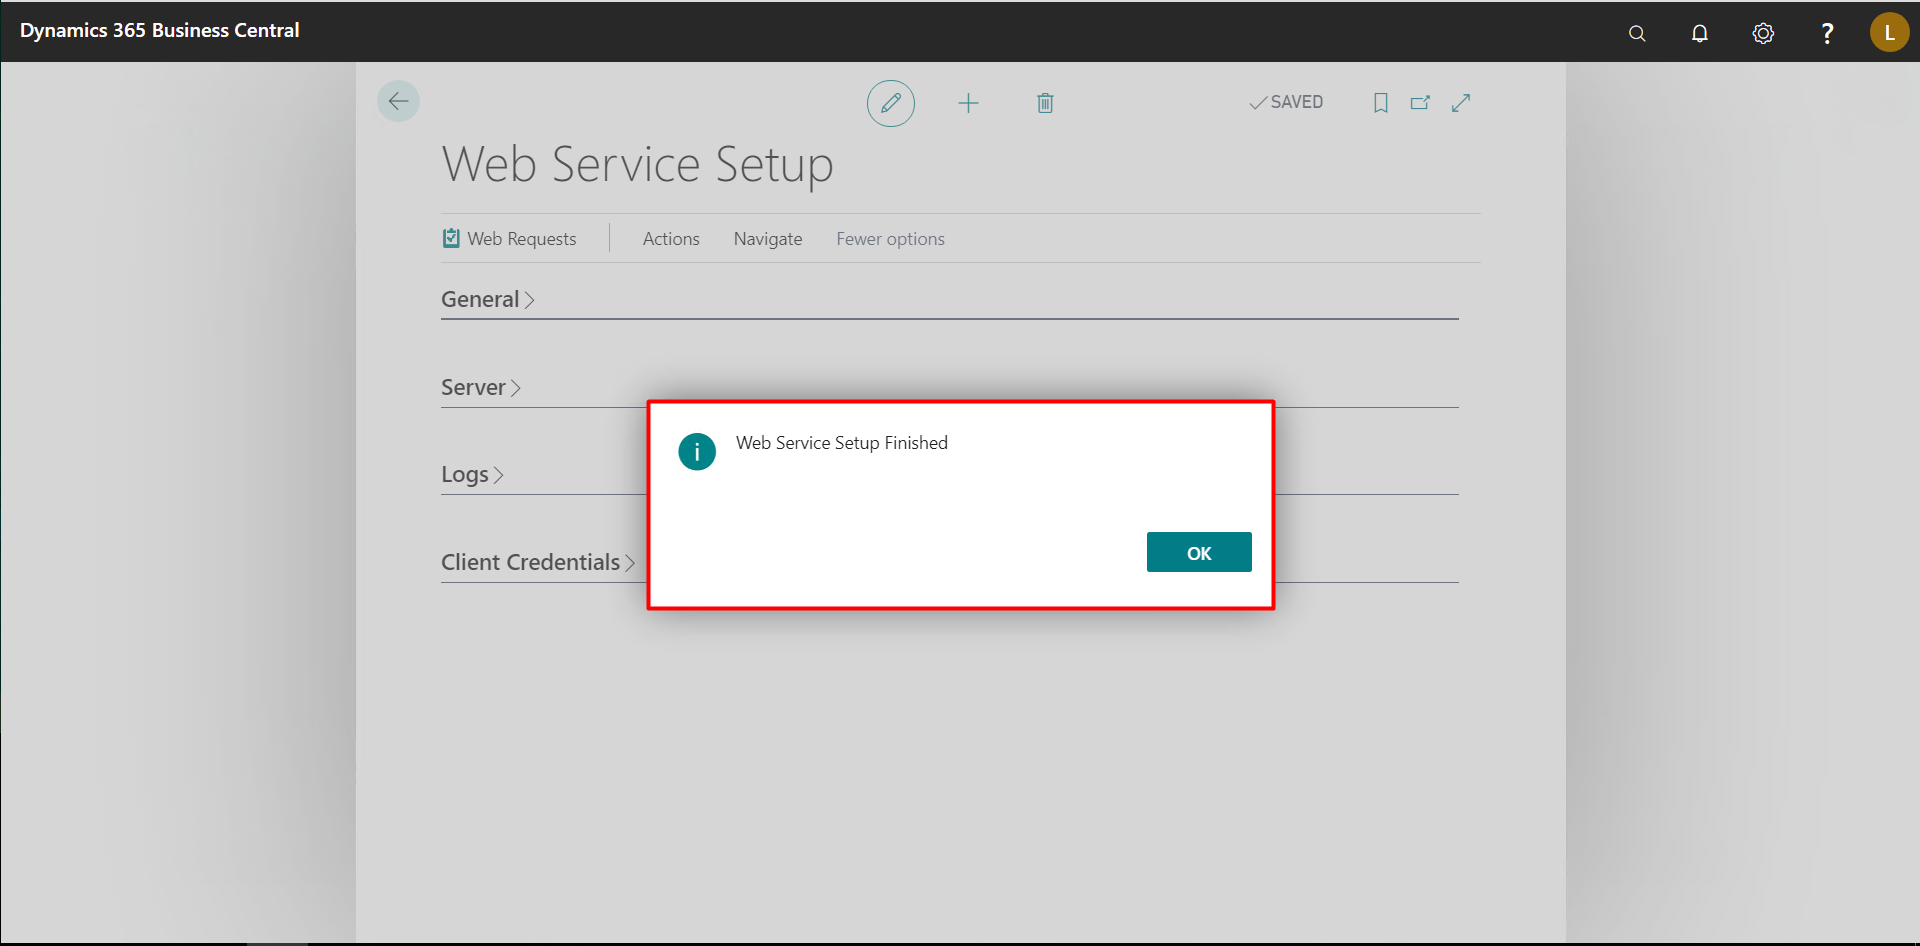 Dynamics 365 Business Central
?
L
SAVED
Web Service Setup
Web Requests
Actions
Navigate
Fewer options
General
Server
Logs
Client Credentials
i
Web Service Setup Finished
OK